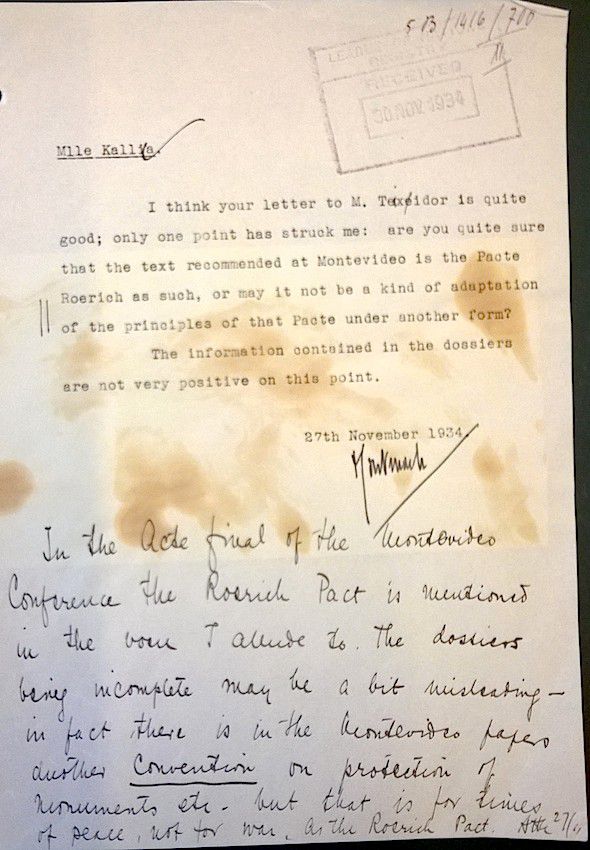 5B/1416/700
REGISTRY
RECEIVED
30 NOV 1934
Mlle Kallia.
I think your letter to M. Teixidor is quite
good; only one point has struck me: are you quite sure
that the text recommended at Montevideo is the Pacte
Roerich as such, or may it not be a kind of adaptation
of the principles of that Pacte under another form?
The information contained in the dossiers
are not very positive on this point.
27th November 1934.
In the Acte final of the Montevideo
Conference the Roerich Pact is mentioned
in the voeu I allude to. The dossiers
being incomplete may be a bit misleading –
in fact there is in the Montevideo papers
another Convention on protection of
monuments etc – but that is for times
of peace, not for war, as the Roerich Pact.